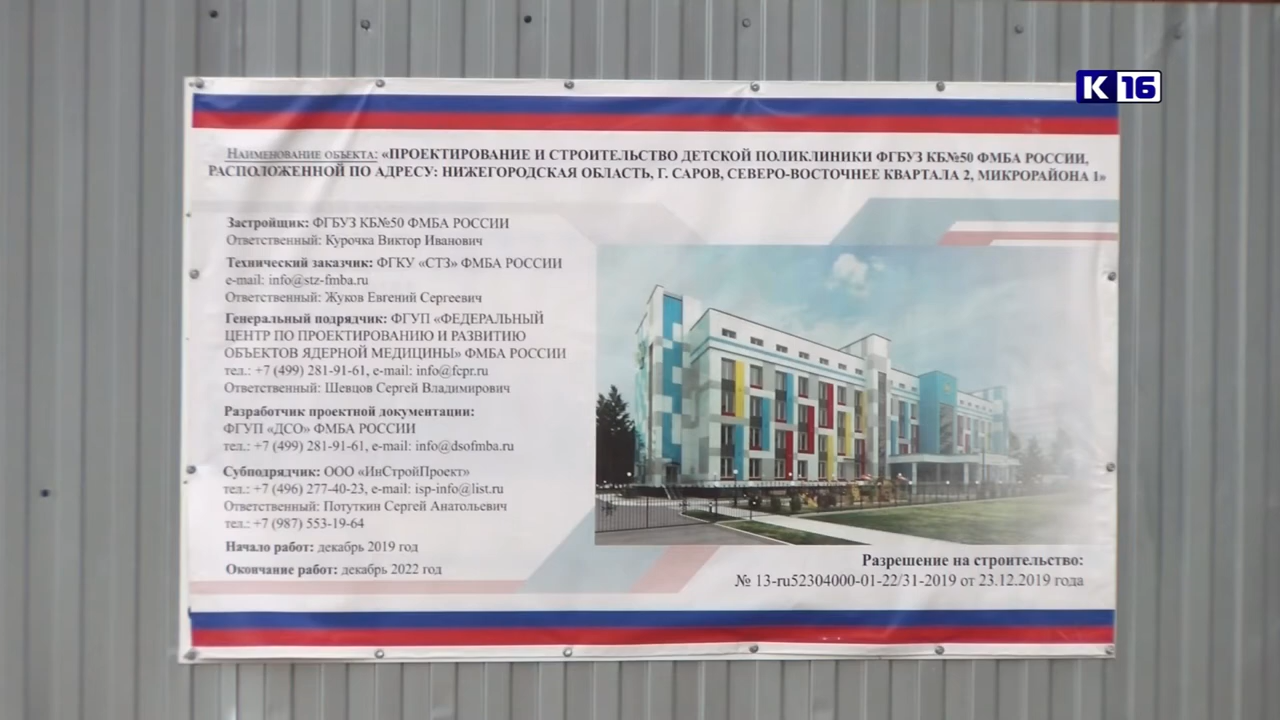 К 16
НАИМЕНОВАНИЕ ОБЪЕКТА: «ПРОЕКТИРОВАНИЕ И СТРОИТЕЛЬСТВО ДЕТСКОЙ ПОЛИКЛИНИКИ ФГБУЗ КБ№50 ФМБА РОССИИ,
РАСПОЛОЖЕННОЙ ПО АДРЕСУ: НИЖЕГОРОДСКАЯ ОБЛАСТЬ, Г. САРОВ, СЕВЕРО-ВОСТОЧНЕЕ КВАРТАЛА 2, МИКРОРАЙОНА 1»
Застройщик: ФГБУЗ КБ№50 ФМБА РОССИИ
Ответственный: Курочка Виктор Иванович
Технический заказчик: ФГКУ «СТЗ» ФМБА РОССИИ
e-mail: info@stz-fmba.ru
Ответственный: Жуков Евгений Сергеевич
Генеральный подрядчик: ФГУП «ФЕДЕРАЛЬНЫЙ
ЦЕНТР ПО ПРОЕКТИРОВАНИЮ И РАЗВИТИЮ
ОБЪЕКТОВ ЯДЕРНОЙ МЕДИЦИНЫ» ФМБА РОССИИ
тел.: +7 (499) 281-91-61, e-mail: info@fcpr.ru
Ответственный: Шевцов Сергей Владимирович
Разработчик проектной документации:
ФГУП «ДСО» ФМБА РОССИИ
тел.: +7 (499) 281-91-61, e-mail: info@dsofmba.ru
Субподрядчик: ООО «ИнСтройПроект»
тел.: +7 (496) 277-40-23, e-mail: isp-info@list.ru
Ответственный: Потуткин Сергей Анатольевич
тел.: +7 (987) 553-19-64
Начало работ: декабрь 2019 год
Окончание работ: декабрь 2022 год
Разрешение на строительство:
№ 13-ru52304000-01-22/31-2019 от 23.12.2019 года